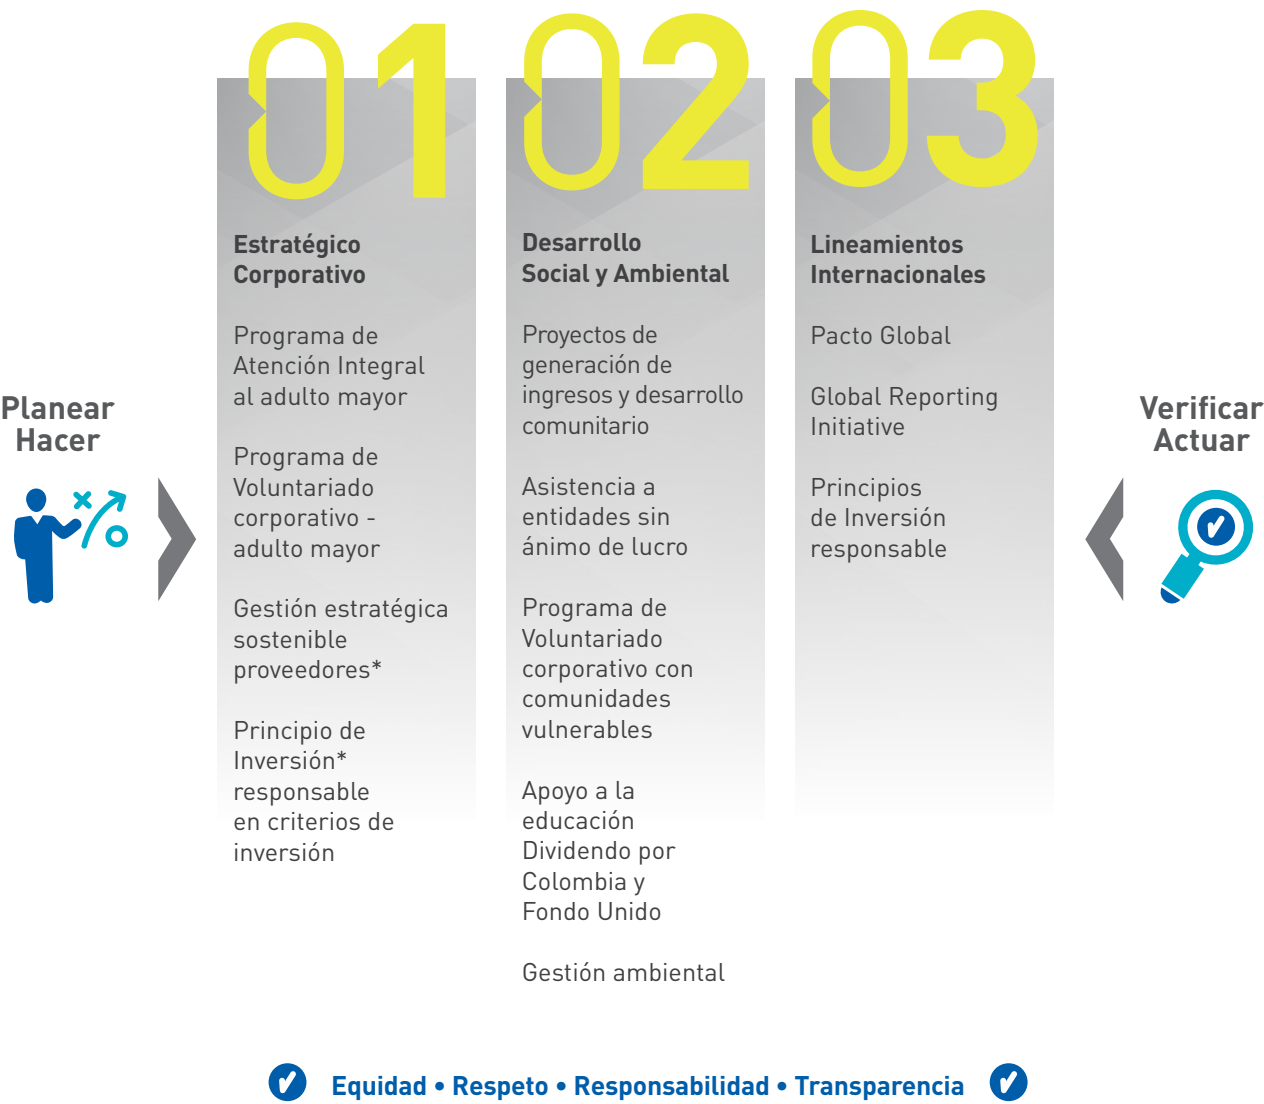 Planear
Hacer
01
Estratégico
Corporativo
Programa de
Atención Integral
al adulto mayor
Programa de
Voluntariado
corporativo -
adulto mayor
Gestión estratégica
sostenible
proveedores*
Principio de
Inversión*
responsable
en criterios de
inversión
02
Desarrollo
Social y Ambiental
Proyectos de
generación de
ingresos y desarrollo
comunitario
Asistencia a
entidades sin
ánimo de lucro
Programa de
Voluntariado
corporativo con
comunidades
vulnerables
Apoyo a la
educación
Dividendo por
Colombia y
Fondo Unido
Gestión ambiental
03
Lineamientos
Internacionales
Pacto Global
Global Reporting
Initiative
Principios
de Inversión
responsable
Verificar
Actuar
Equidad • Respeto • Responsabilidad • Transparencia